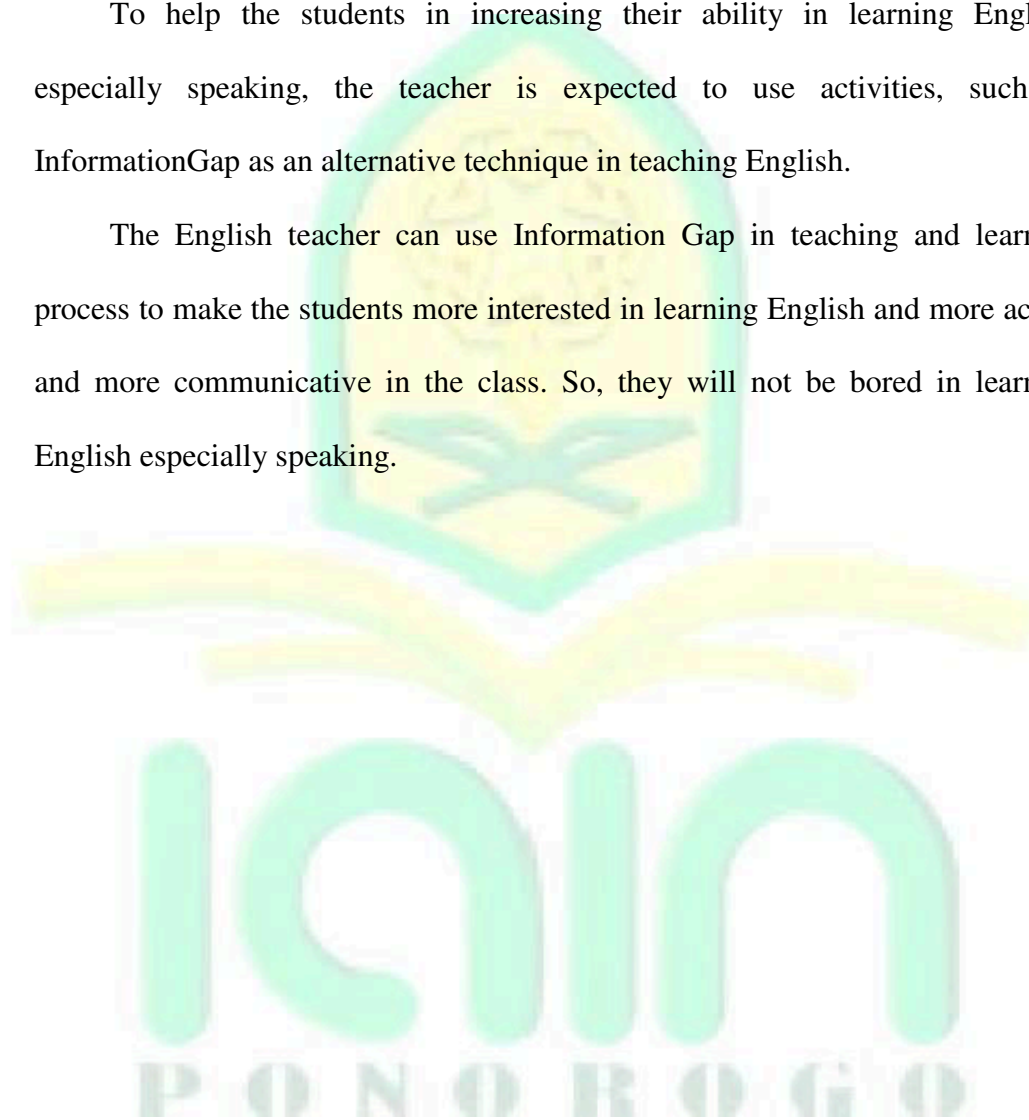 To help the students in increasing their ability in learning Engl
especially speaking, the teacher is expected to use activities, such
InformationGap as an alternative technique in teaching English.
The English teacher can use Information Gap in teaching and learn
process to make the students more interested in learning English and more ac
and more communicative in the class. So, they will not be bored in learn
English especially speaking.
iain
PONOROGO